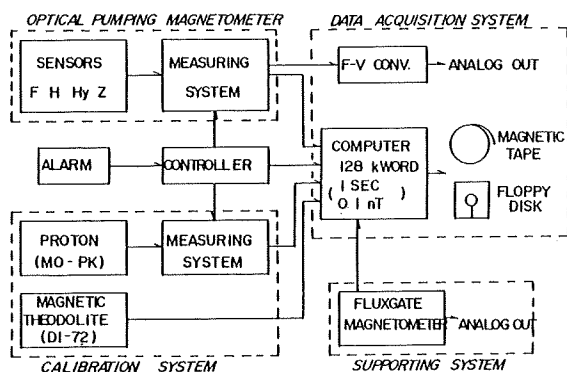 OPTICAL PUMPING MAGNETOMETER
SENSORS
F H Hy Z
MEASURING
SYSTEM
DATA ACQUISITION SYSTEM
F-V CONV.
ANALOG OUT
ALARM
CONTROLLER
COMPUTER
128 kWORD
( 1 SEC
0.1 nT )
MAGNETIC
TAPE
FLOPPY
DISK
PROTON
(MO-PK)
MEASURING
SYSTEM
MAGNETIC
THEODOLITE
(DI-72)
CALIBRATION SYSTEM
FLUXGATE
MAGNETOMETER
ANALOG OUT
SUPPORTING SYSTEM